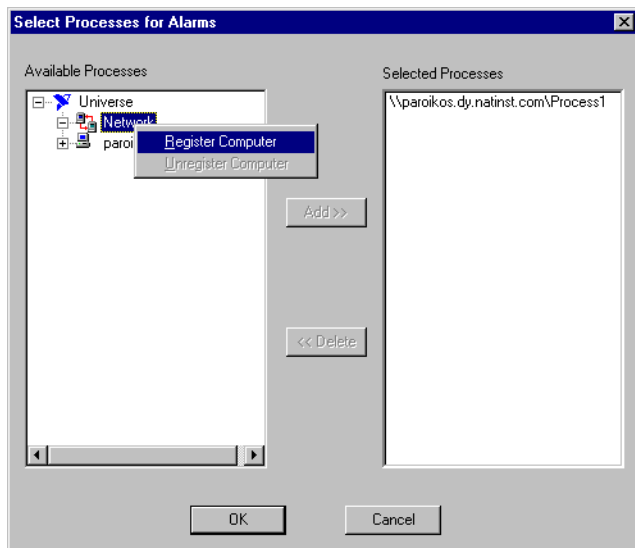 Select Processes for Alarms
Available Processes
Selected Processes
Universe
Network
paroi
Register Computer
Unregister Computer
\\paroikos.dy.natinst.com\Process1
Add >>
<< Delete
OK
Cancel